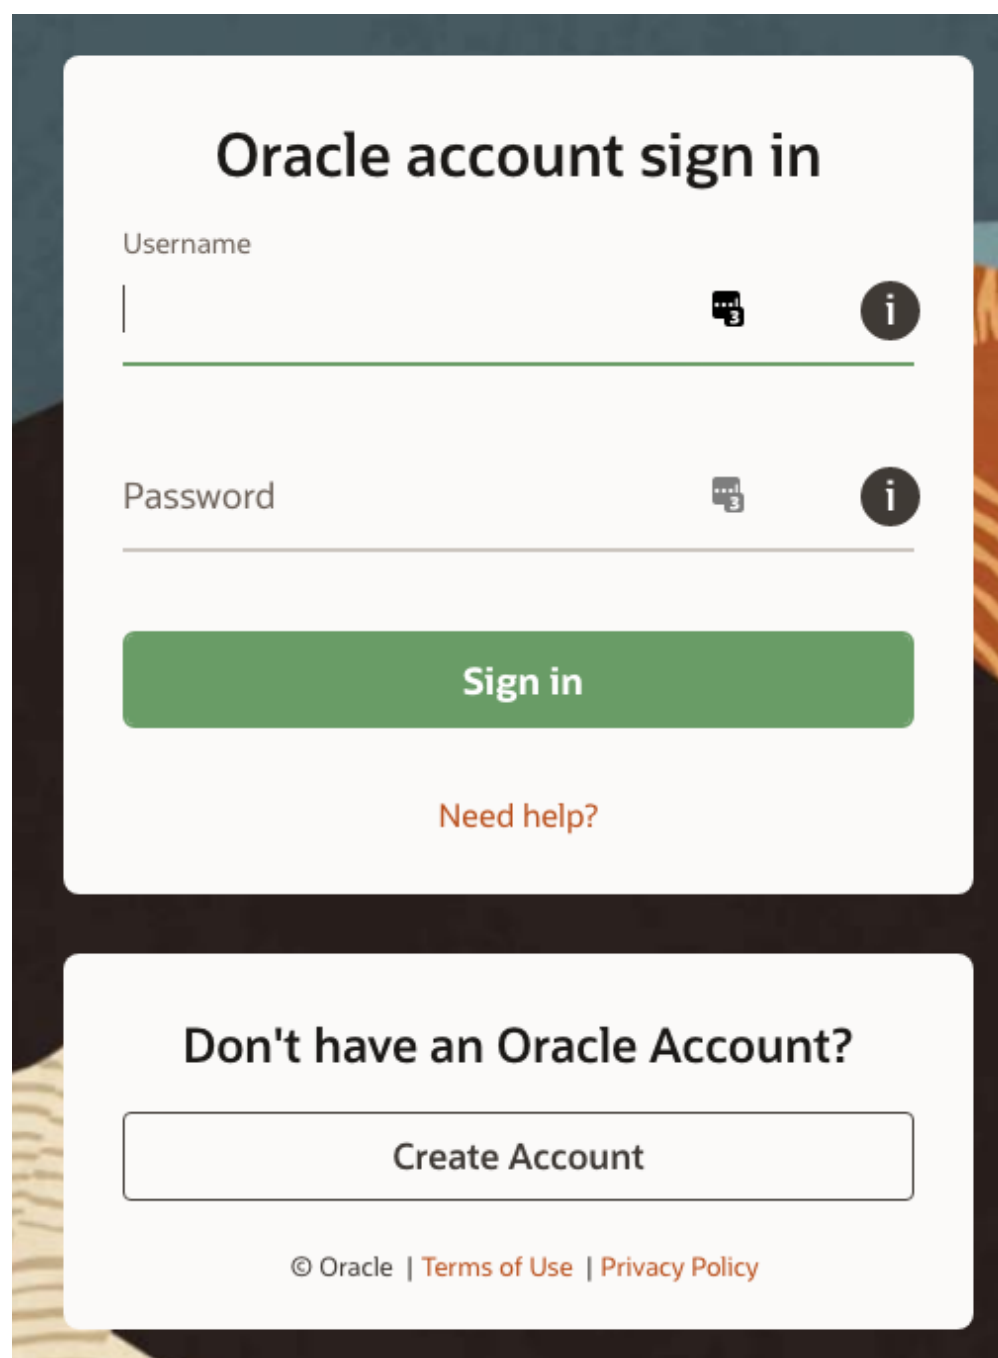 Oracle account sign in
Username
Password
Sign in
Need help?
Don't have an Oracle Account?
Create Account
© Oracle | Terms of Use | Privacy Policy